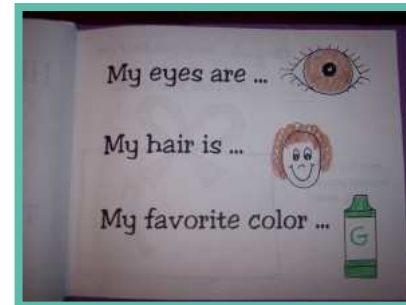 My eyes are ...
My hair is ...
My favorite color ...
G